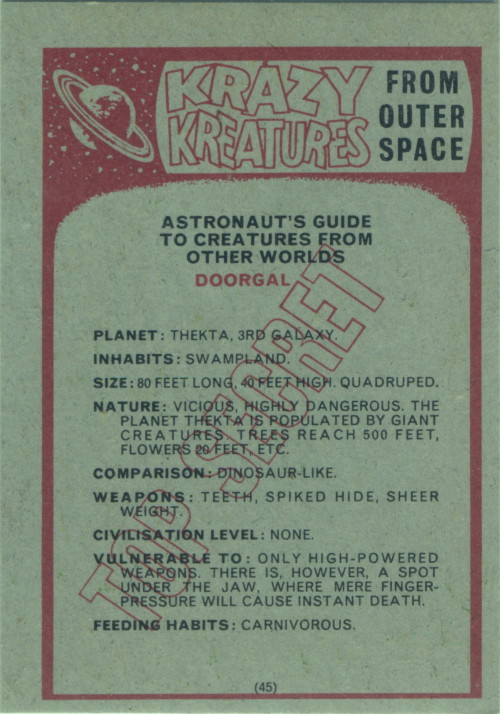 KRAZY
KREATURES
FROM
OUTER
SPACE
ASTRONAUT'S GUIDE
TO CREATURES FROM
OTHER WORLDS
DOORGAL
TOP SECRET
PLANET: THEKTA, 3RD GALAXY.
INHABITS: SWAMPLAND.
SIZE: 80 FEET LONG, 40 FEET HIGH. QUADRUPED.
NATURE: VICIOUS, HIGHLY DANGEROUS. THE
PLANET THEKTA IS POPULATED BY GIANT
CREATURES. TREES REACH 500 FEET,
FLOWERS 20 FEET, ETC.
COMPARISON: DINOSAUR-LIKE.
WEAPONS: TEETH, SPIKED HIDE, SHEER
WEIGHT.
CIVILISATION LEVEL: NONE.
VULNERABLE TO: ONLY HIGH-POWERED
WEAPONS. THERE IS, HOWEVER, A SPOT
UNDER THE JAW, WHERE MERE FINGER-
PRESSURE WILL CAUSE INSTANT DEATH.
FEEDING HABITS: CARNIVOROUS.
(45)